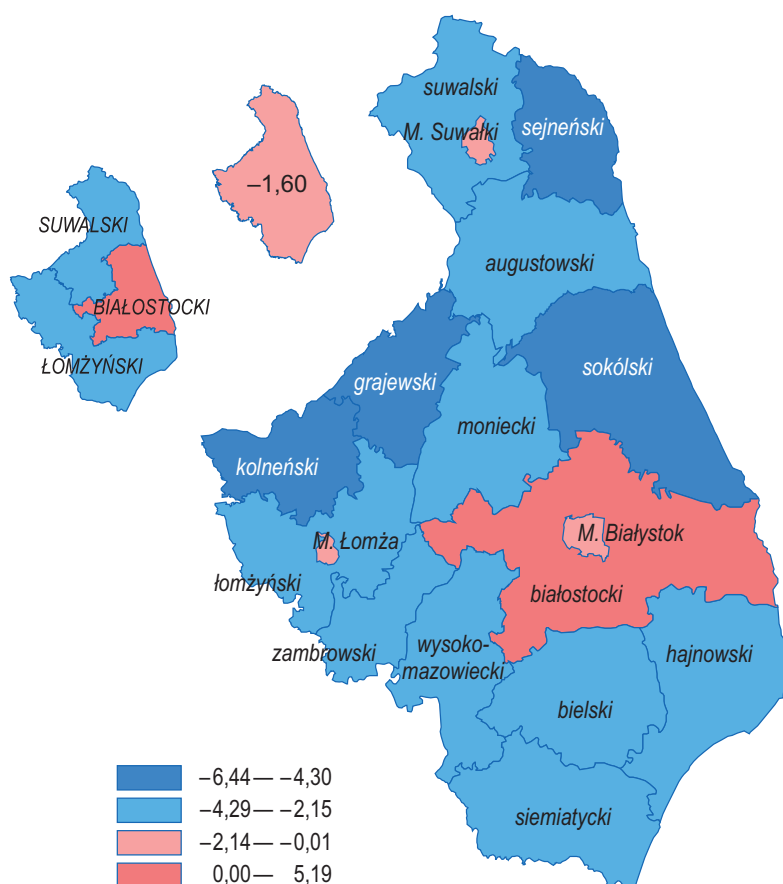 suwalski
M. Suwałki
sejneński
–1,60
SUWALSKI
BIAŁOSTOCKI
ŁOMŻYŃSKI
augustowski
grajewski
sokólski
moniecki
kolneński
M. Łomża
M. Białystok
łomżyński
białostocki
zambrowski
wysoko-
mazowiecki
hajnowski
bielski
siemiatycki
–6,44 — –4,30
–4,29 — –2,15
–2,14 — –0,01
0,00 — 5,19